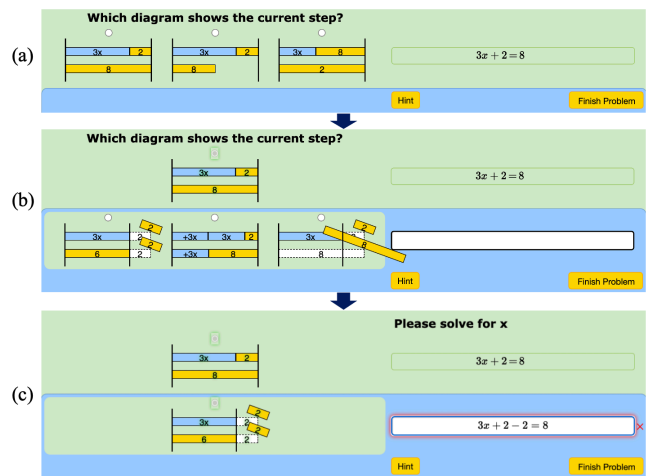 Which diagram shows the current step?
(a)
3x 2
8
3x 2
8
3x 8
2
3x + 2 = 8
Hint
Finish Problem
Which diagram shows the current step?
(b)
3x 2
8
3x + 2 = 8
2
3x 2
2
6 2
+3x 3x 2
+3x 8
2
3x 2
8
8
Hint
Finish Problem
Please solve for x
(c)
3x 2
8
3x + 2 = 8
2
3x 2
2
6 2
3x + 2 − 2 = 8
Hint
Finish Problem